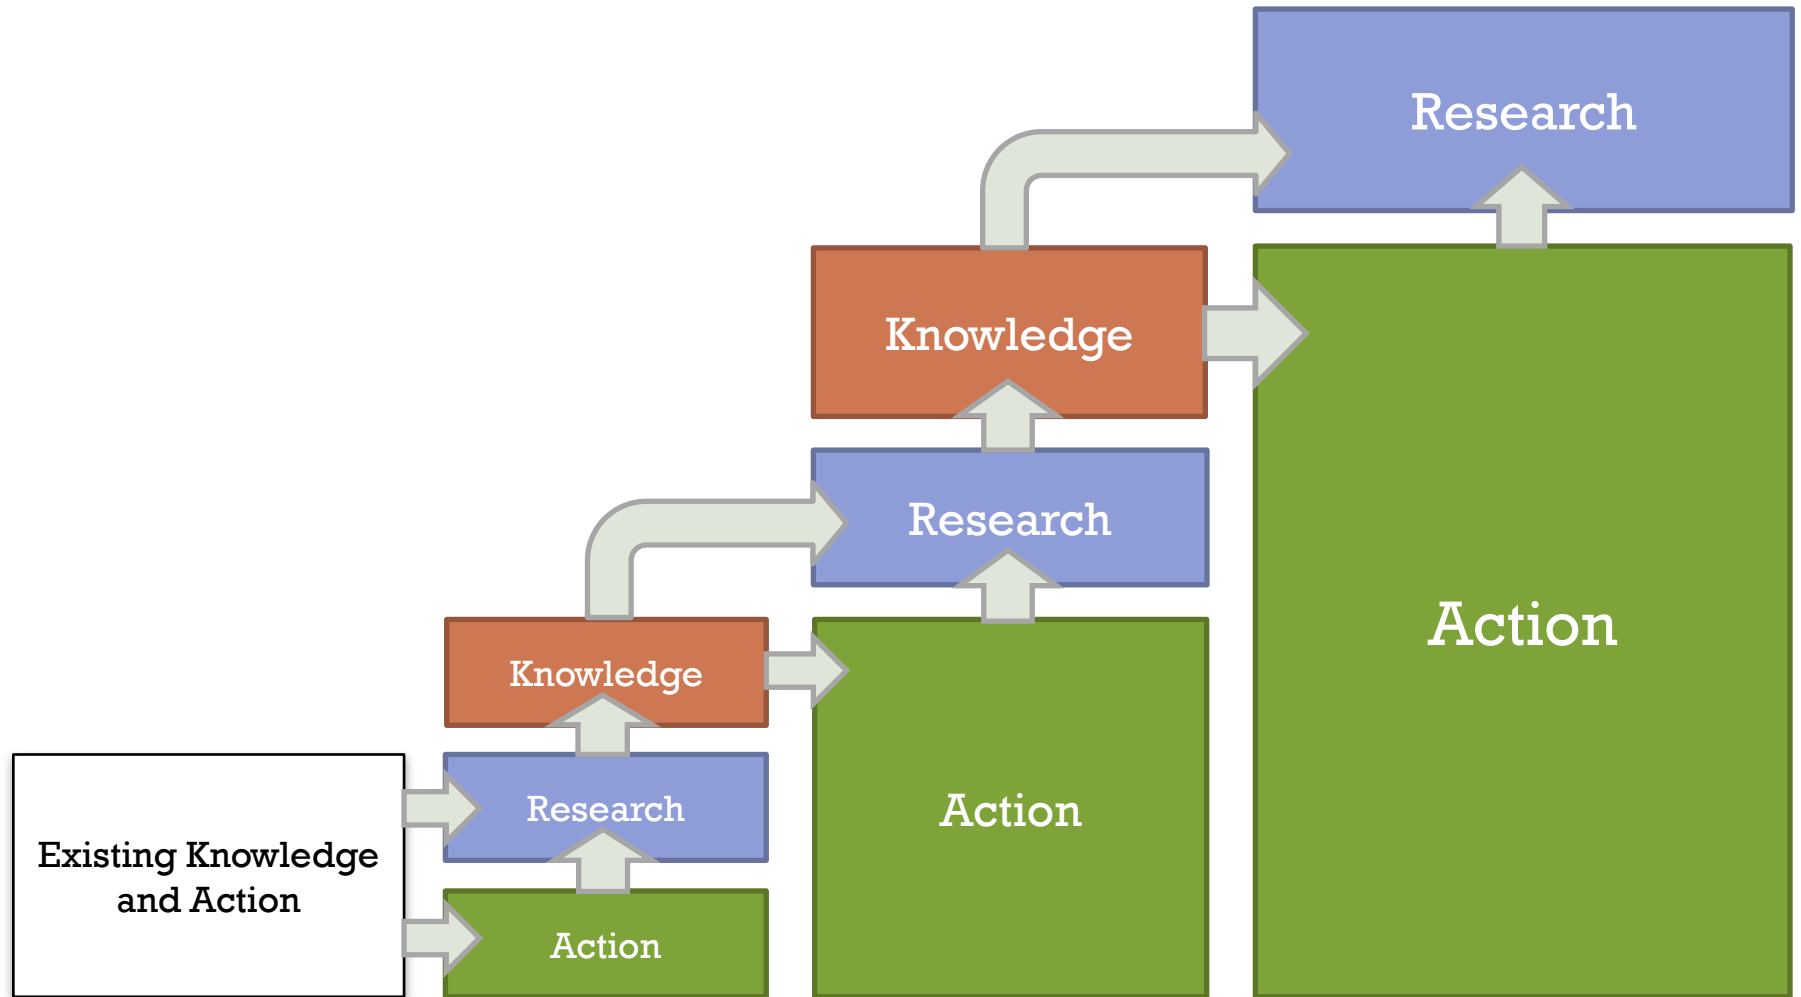 Research
Knowledge
Research
Action
Knowledge
Action
Research
Existing Knowledge
and Action
Action